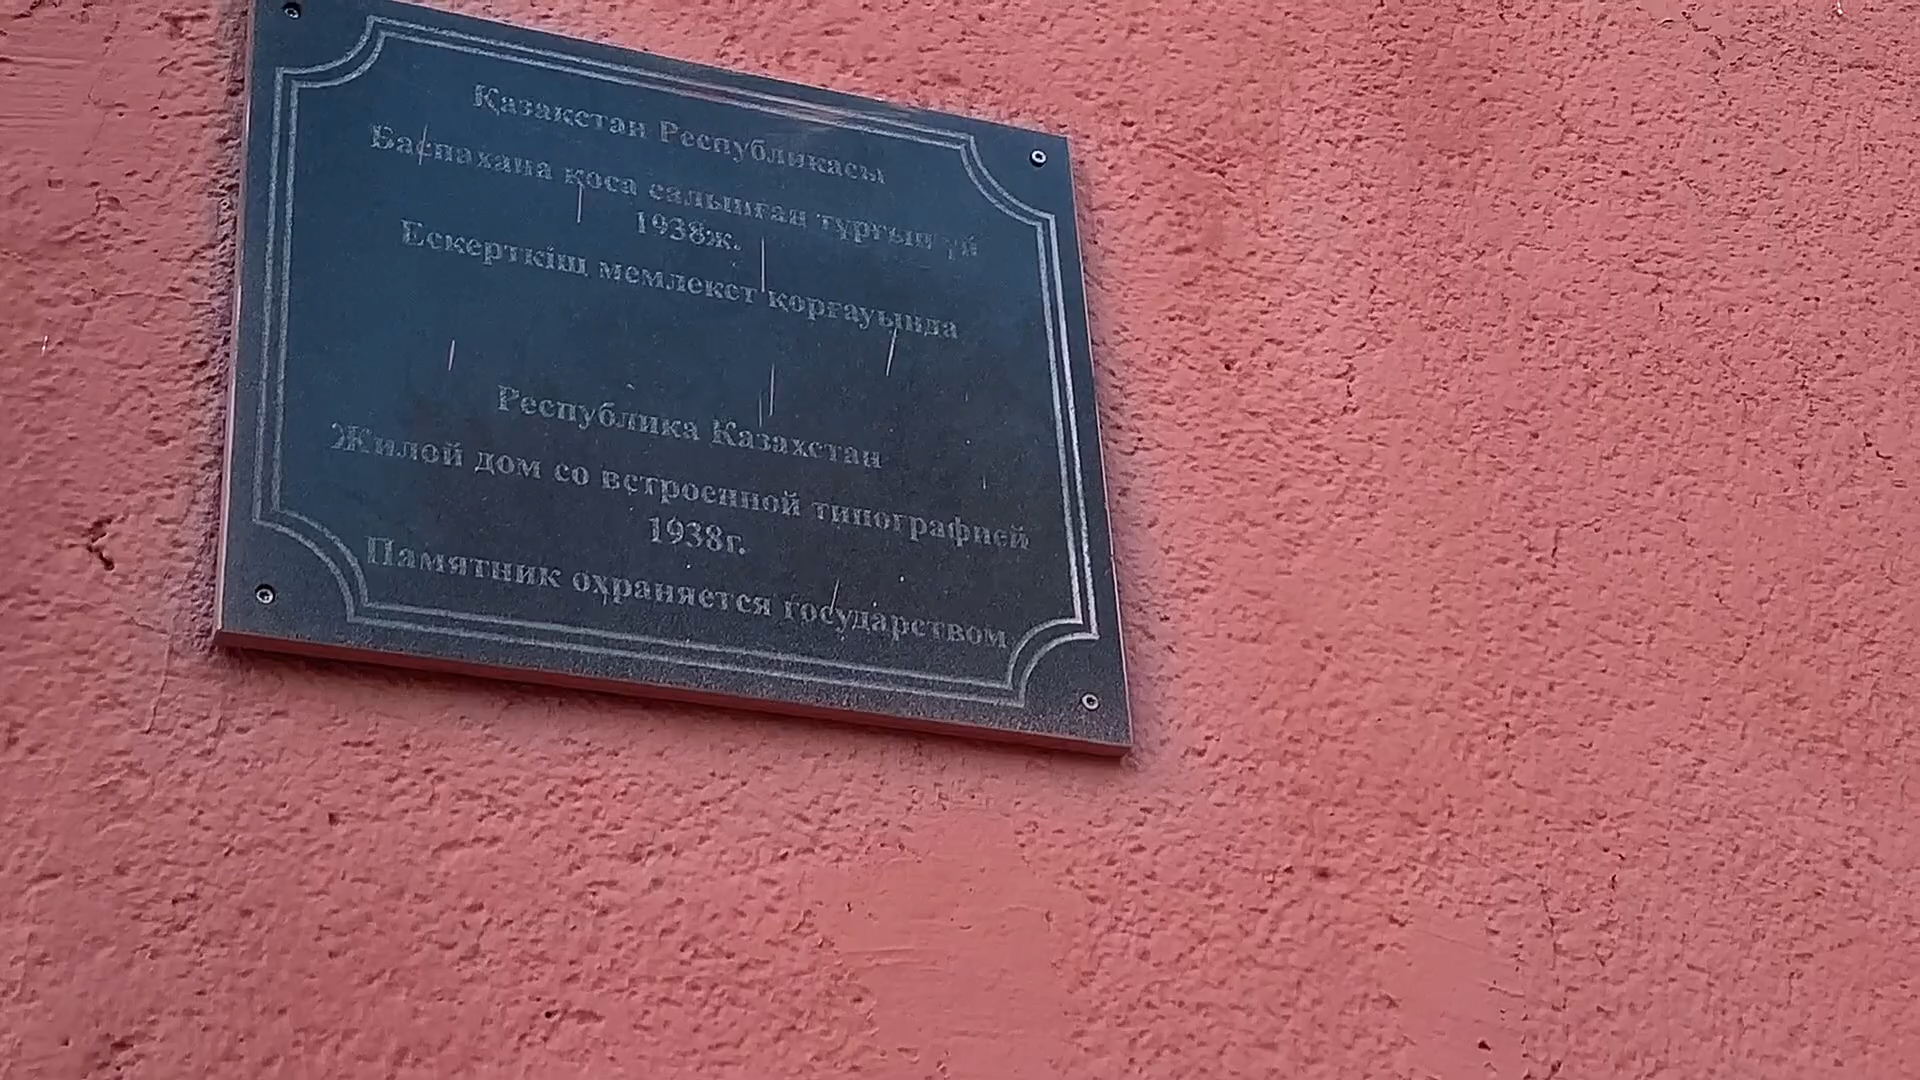 Қазақстан Республикасы
Баспахана қоса салынған тұрғын үй
1938ж.
Ескерткіш мемлекет қорғауында
Республика Казахстан
Жилой дом со встроенной типографией
1938г.
Памятник охраняется государством